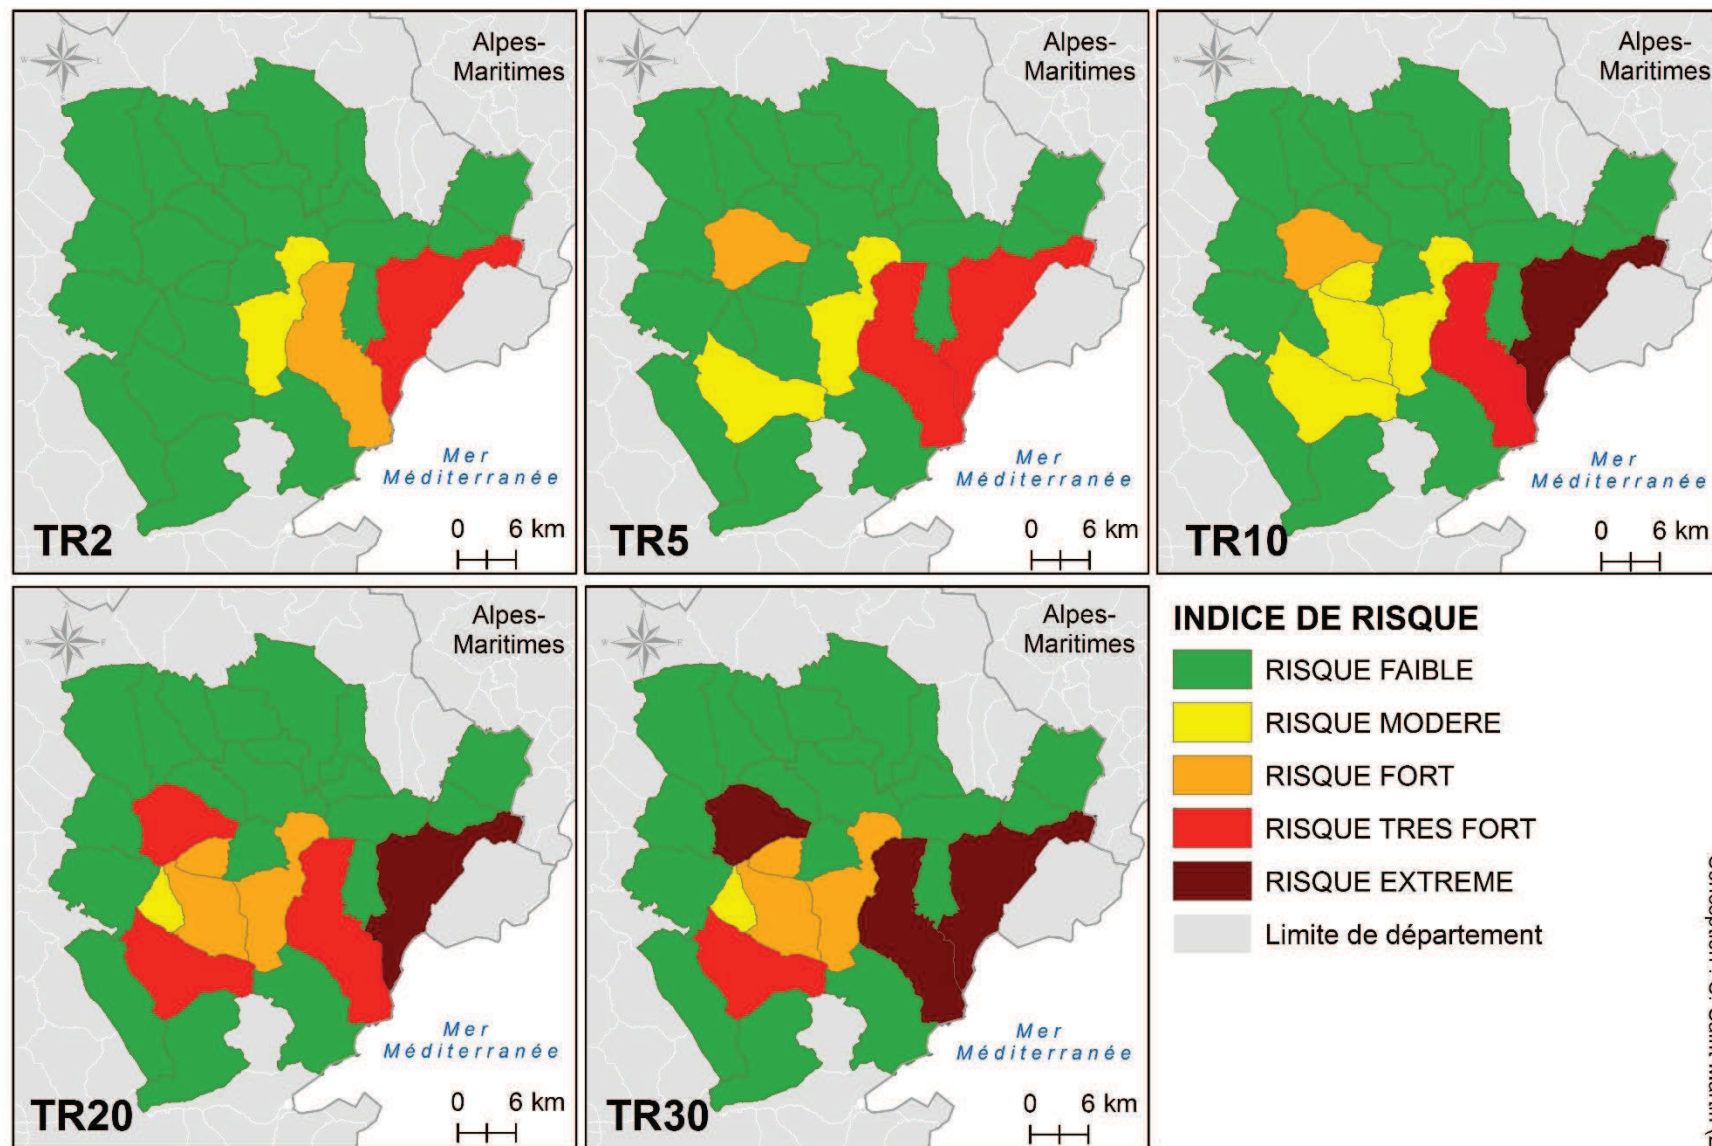 Alpes-
Maritimes
Mer
Méditerranée
TR2
0 6 km
Alpes-
Maritimes
Mer
Méditerranée
TR5
0 6 km
Alpes-
Maritimes
Mer
Méditerranée
TR10
0 6 km
Alpes-
Maritimes
Mer
Méditerranée
TR20
0 6 km
Alpes-
Maritimes
Mer
Méditerranée
TR30
0 6 km
INDICE DE RISQUE
RISQUE FAIBLE
RISQUE MODERE
RISQUE FORT
RISQUE TRES FORT
RISQUE EXTREME
Limite de département